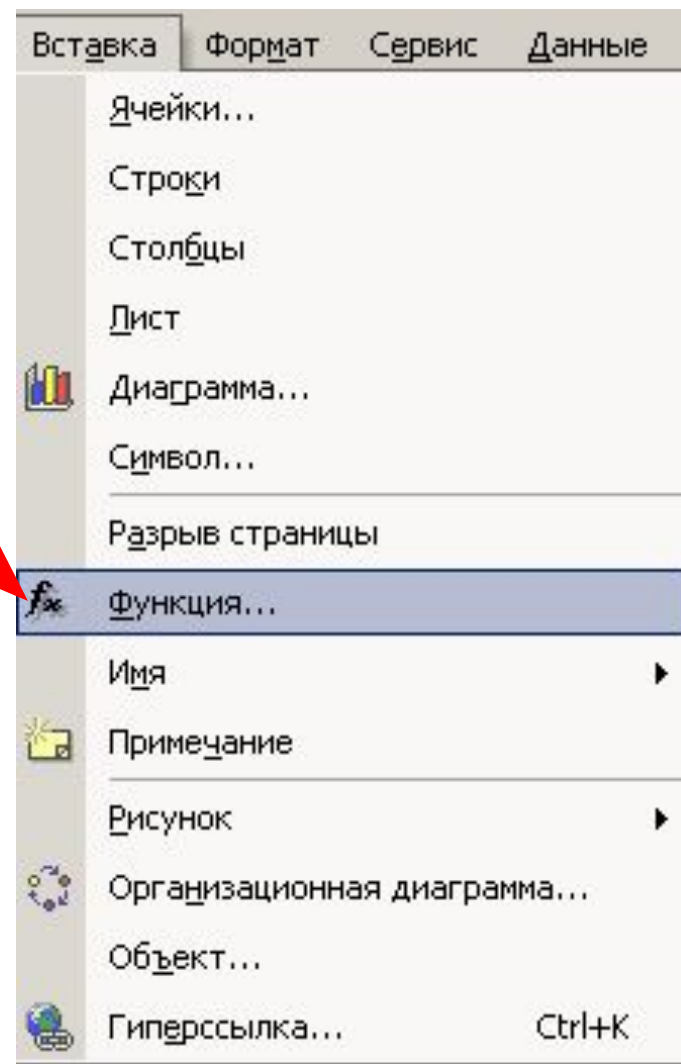 Вставка Формат Сервис Данные
Ячейки...
Строки
Столбцы
Лист
Диаграмма...
Символ...
Разрыв страницы
fx Функция...
Имя
Примечание
Рисунок
Организационная диаграмма...
Объект...
Гиперссылка... Ctrl+K